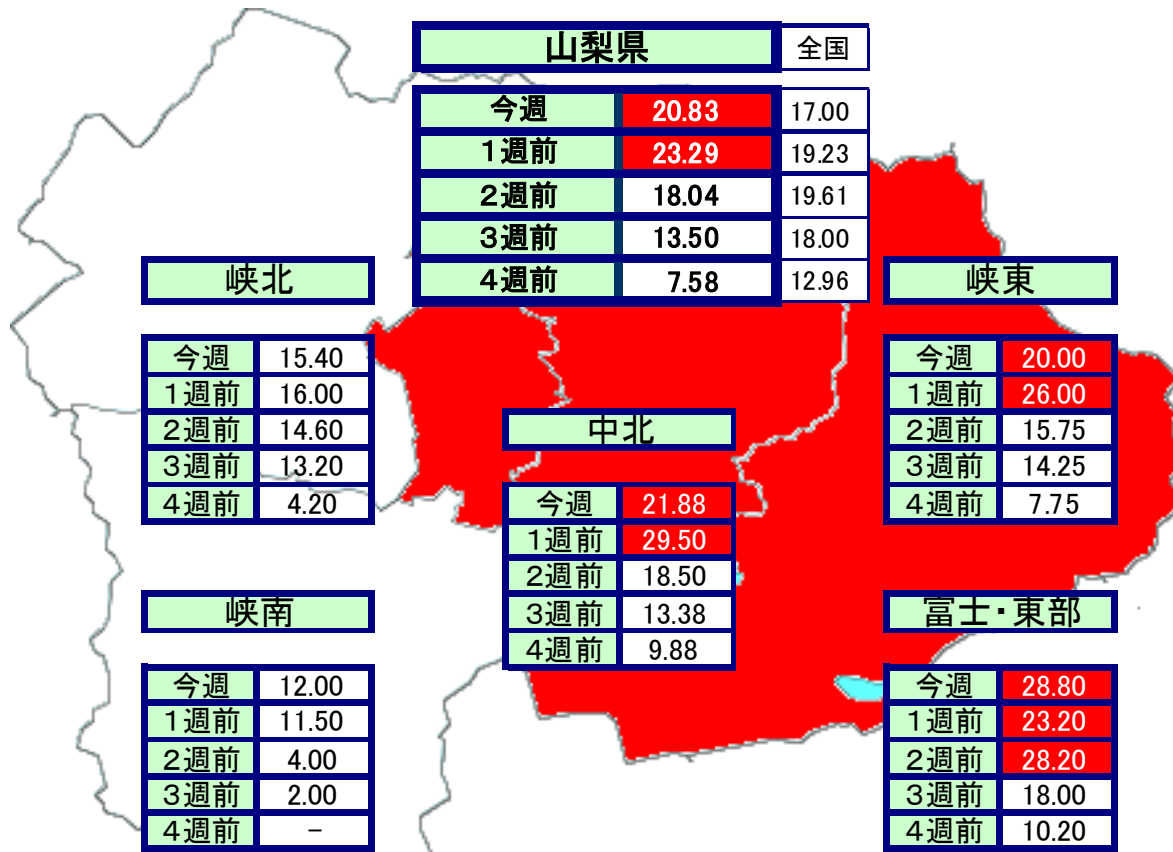 山梨県 全国
今週 20.83 17.00
1週前 23.29 19.23
2週前 18.04 19.61
3週前 13.50 18.00
4週前 7.58 12.96
峡北
今週 15.40
1週前 16.00
2週前 14.60
3週前 13.20
4週前 4.20
峡東
今週 20.00
1週前 26.00
2週前 15.75
3週前 14.25
4週前 7.75
中北
今週 21.88
1週前 29.50
2週前 18.50
3週前 13.38
4週前 9.88
峡南
今週 12.00
1週前 11.50
2週前 4.00
3週前 2.00
4週前 -
富士・東部
今週 28.80
1週前 23.20
2週前 28.20
3週前 18.00
4週前 10.20